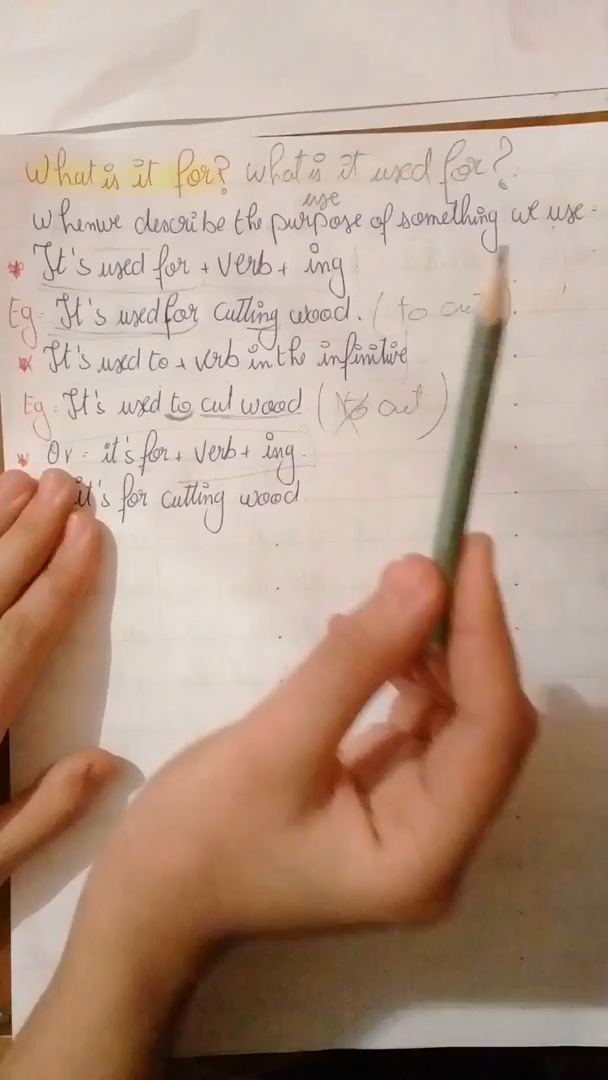 What is it for? what is it used for?
use
Whenwe describe the purpose of something we use-
* It's used for + verb + ing
Eg: It's used for cutting wood. (to cut
* It's used to + verb in the infinitive
Eg: It's used to cut wood (to cut)
* Or: it's for + verb + ing.
it's for cutting wood.